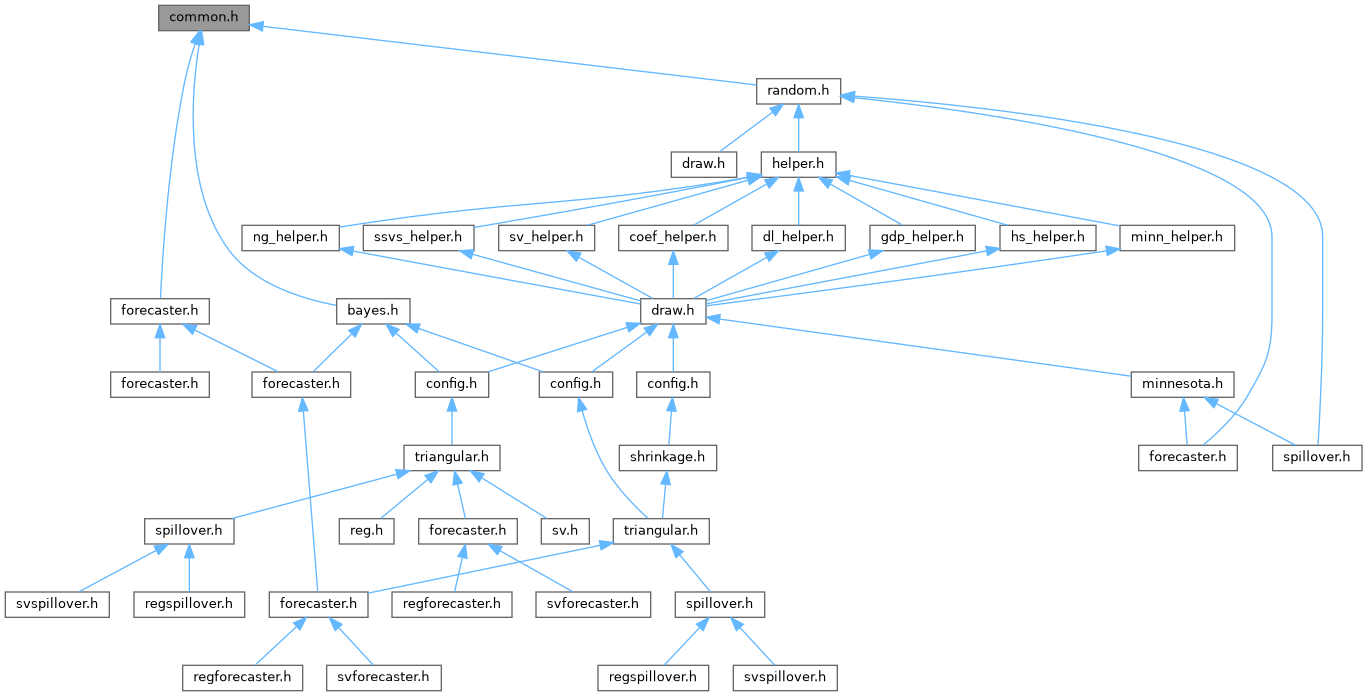 common.h
random.h
draw.h
helper.h
ng_helper.h
ssvs_helper.h
sv_helper.h
coef_helper.h
dl_helper.h
gdp_helper.h
hs_helper.h
minn_helper.h
forecaster.h
bayes.h
draw.h
forecaster.h
forecaster.h
config.h
config.h
config.h
minnesota.h
triangular.h
shrinkage.h
forecaster.h
spillover.h
spillover.h
reg.h
forecaster.h
sv.h
triangular.h
svspillover.h
regspillover.h
forecaster.h
regforecaster.h
svforecaster.h
spillover.h
regforecaster.h
svforecaster.h
regspillover.h
svspillover.h